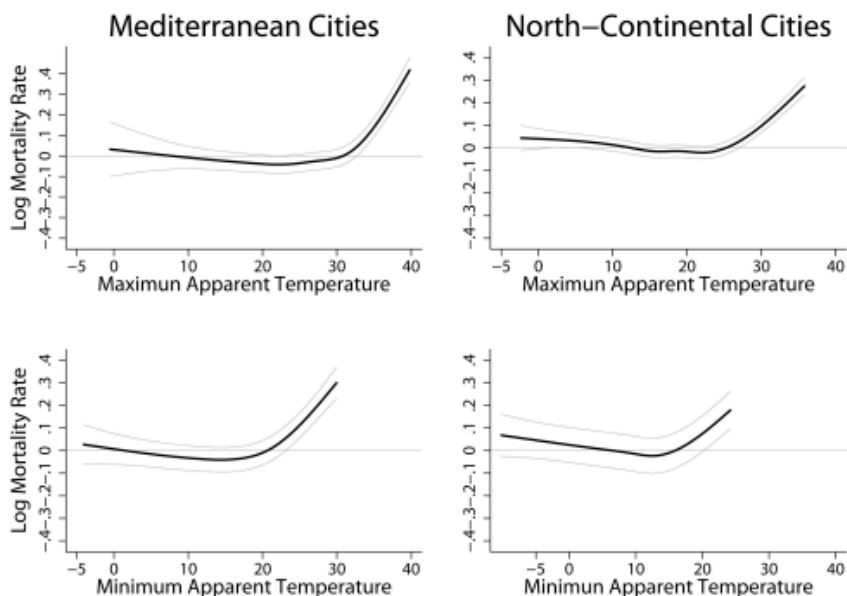 Mediterranean Cities
North–Continental Cities
Log Mortality Rate
-.4-.3-.2-.1 0 .1 .2 .3 .4
-5 0 10 20 30 40
Maximun Apparent Temperature
-.4-.3-.2-.1 0 .1 .2 .3 .4
-5 0 10 20 30 40
Maximun Apparent Temperature
Log Mortality Rate
-.4-.3-.2-.1 0 .1 .2 .3 .4
-5 0 10 20 30 40
Minimum Apparent Temperature
-.4-.3-.2-.1 0 .1 .2 .3 .4
-5 0 10 20 30 40
Minimun Apparent Temperature